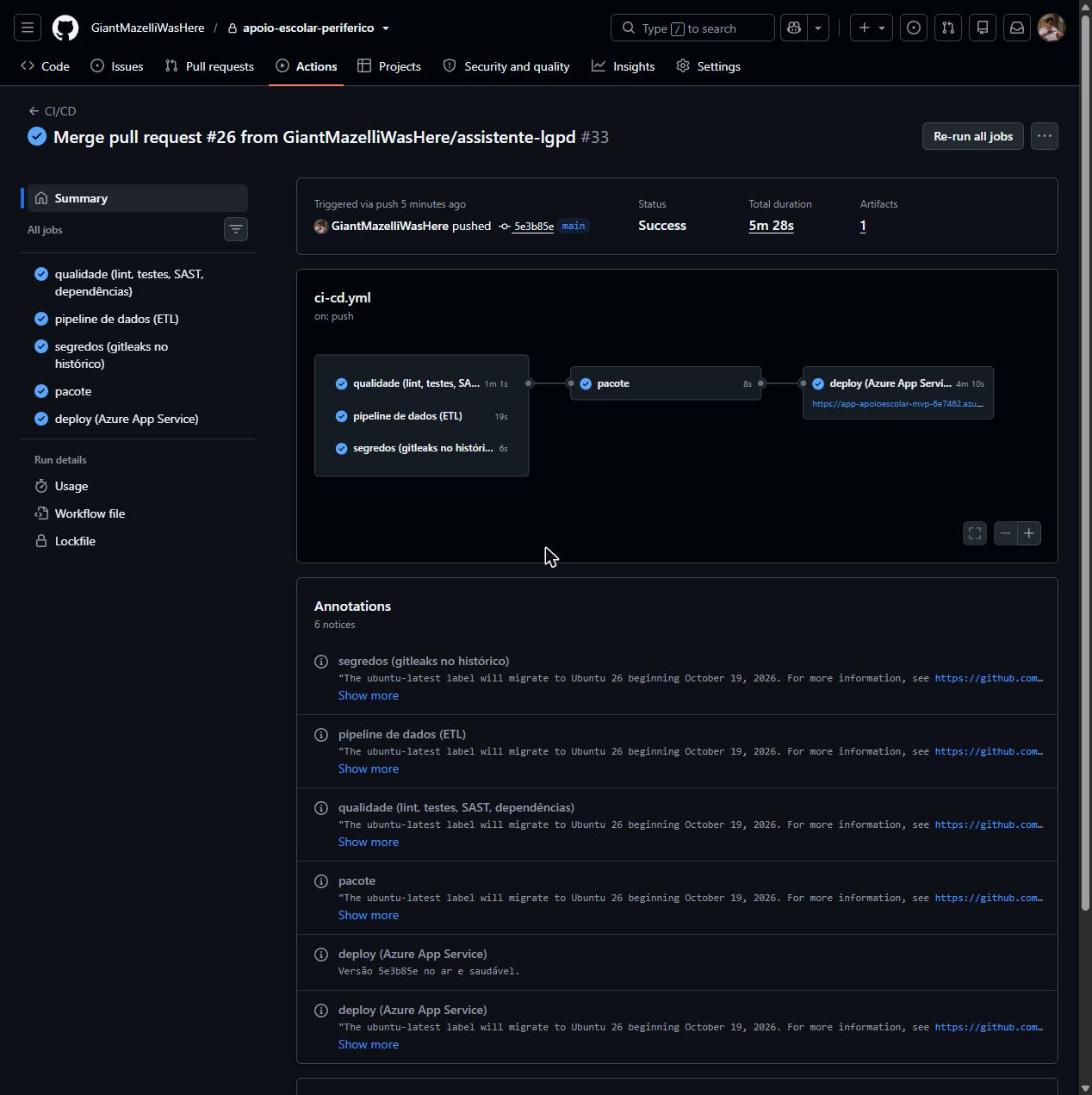 GiantMazelliWasHere / apoio-escolar-periferico
Type / to search
Code
Issues
Pull requests
Actions
Projects
Security and quality
Insights
Settings
CI/CD
Merge pull request #26 from GiantMazelliWasHere/assistente-lgpd #33
Re-run all jobs
Summary
All jobs
qualidade (lint, testes, SAST,
dependências)
pipeline de dados (ETL)
segredos (gitleaks no
histórico)
pacote
deploy (Azure App Service)
Run details
Usage
Workflow file
Lockfile
Triggered via push 5 minutes ago
GiantMazelliWasHere pushed 5e3b85e main
Status
Success
Total duration
5m 28s
Artifacts
1
ci-cd.yml
on: push
qualidade (lint, testes, SA... 1m 1s
pipeline de dados (ETL) 19s
segredos (gitleaks no históri... 6s
pacote 8s
deploy (Azure App Servi... 4m 10s
https://app-apoioescolar-mvp-6e7462.azu...
Annotations
6 notices
segredos (gitleaks no histórico)
"The ubuntu-latest label will migrate to Ubuntu 26 beginning October 19, 2026. For more information, see https://github.com…
Show more
pipeline de dados (ETL)
"The ubuntu-latest label will migrate to Ubuntu 26 beginning October 19, 2026. For more information, see https://github.com…
Show more
qualidade (lint, testes, SAST, dependências)
"The ubuntu-latest label will migrate to Ubuntu 26 beginning October 19, 2026. For more information, see https://github.com…
Show more
pacote
"The ubuntu-latest label will migrate to Ubuntu 26 beginning October 19, 2026. For more information, see https://github.com…
Show more
deploy (Azure App Service)
Versão 5e3b85e no ar e saudável.
deploy (Azure App Service)
"The ubuntu-latest label will migrate to Ubuntu 26 beginning October 19, 2026. For more information, see https://github.com…
Show more